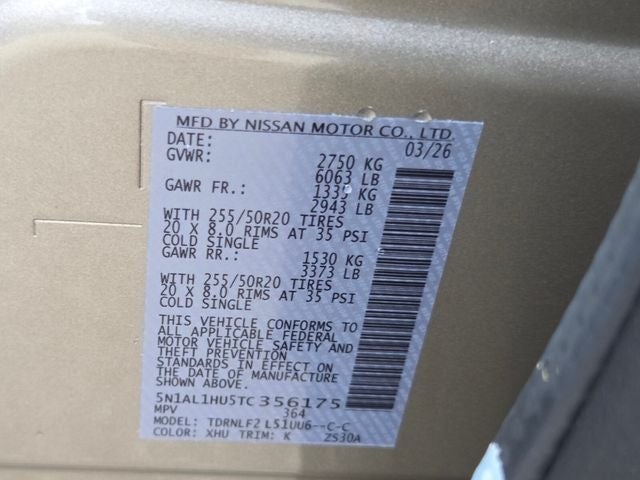 MFD BY NISSAN MOTOR CO., LTD.
DATE: 03/26
GVWR: 2750 KG
6063 LB
GAWR FR.: 1335 KG
2943 LB
WITH 255/50R20 TIRES
20 X 8.0 RIMS AT 35 PSI
COLD SINGLE
GAWR RR.: 1530 KG
3373 LB
WITH 255/50R20 TIRES
20 X 8.0 RIMS AT 35 PSI
COLD SINGLE
THIS VEHICLE CONFORMS TO
ALL APPLICABLE FEDERAL
MOTOR VEHICLE SAFETY AND
THEFT PREVENTION
STANDARDS IN EFFECT ON
THE DATE OF MANUFACTURE
SHOWN ABOVE.
5N1AL1HU5TC356175
MPV 364
MODEL: TDRNLF2 L51UU6--C-C
COLOR: XHU TRIM: K Z530A